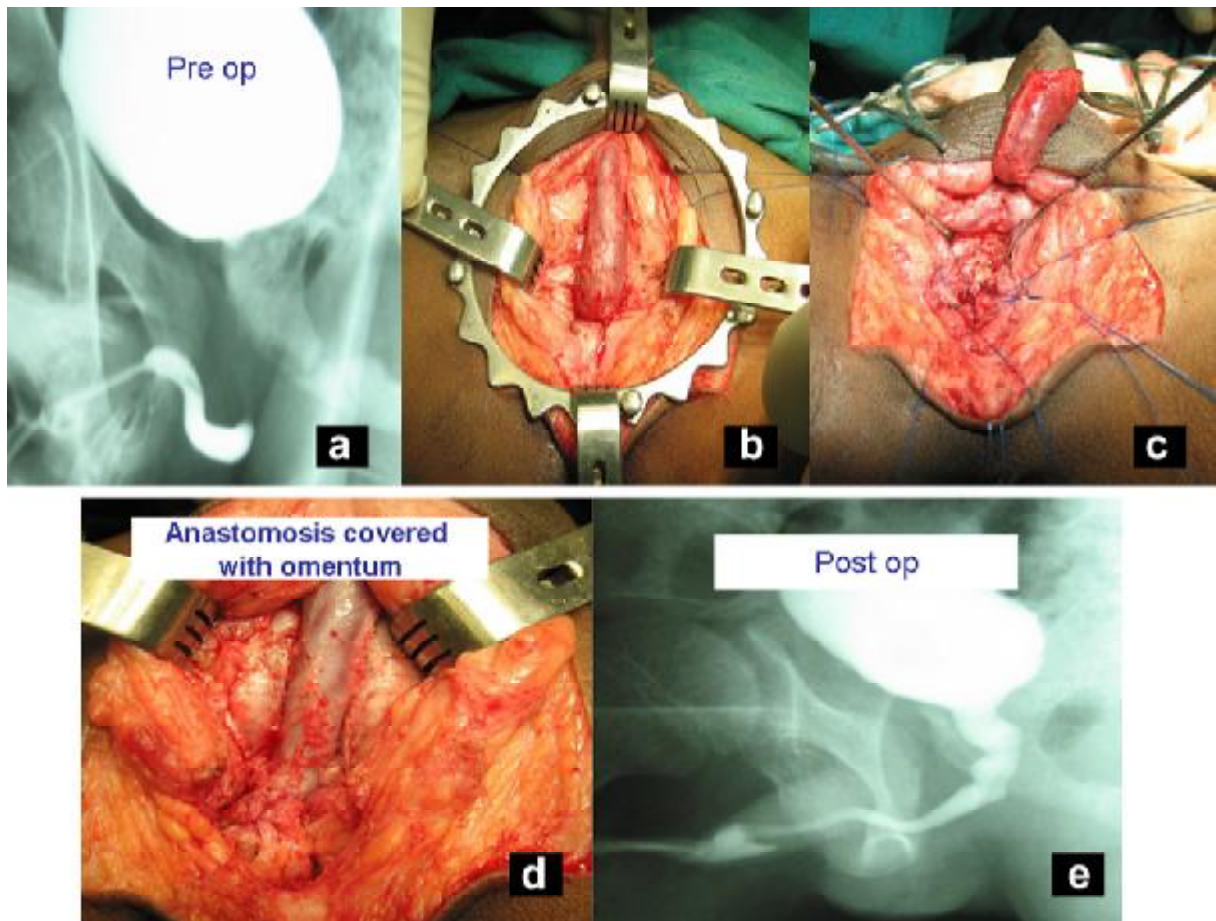 Pre op
a
b
c
Anastomosis covered
with omentum
d
Post op
e